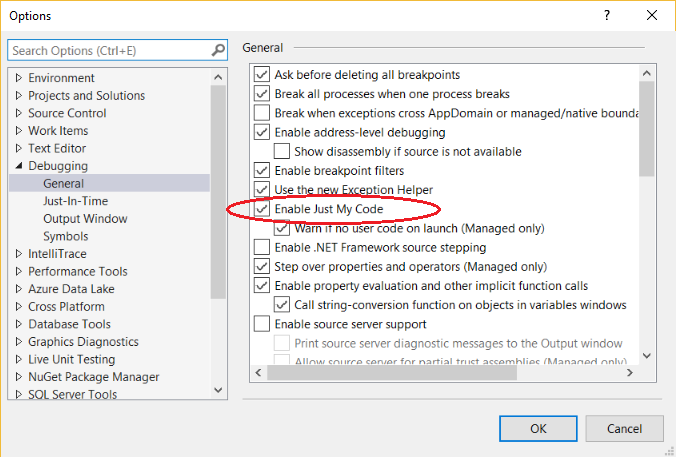 Options
Search Options (Ctrl+E)
Environment
Projects and Solutions
Source Control
Work Items
Text Editor
Debugging
General
Just-In-Time
Output Window
Symbols
IntelliTrace
Performance Tools
Azure Data Lake
Cross Platform
Database Tools
Graphics Diagnostics
Live Unit Testing
NuGet Package Manager
SQL Server Tools
General
Ask before deleting all breakpoints
Break all processes when one process breaks
Break when exceptions cross AppDomain or managed/native bounda
Enable address-level debugging
Show disassembly if source is not available
Enable breakpoint filters
Use the new Exception Helper
Enable Just My Code
Warn if no user code on launch (Managed only)
Enable .NET Framework source stepping
Step over properties and operators (Managed only)
Enable property evaluation and other implicit function calls
Call string-conversion function on objects in variables windows
Enable source server support
Print source server diagnostic messages to the Output window
Allow source server for partial trust assemblies (Managed only)
OK
Cancel